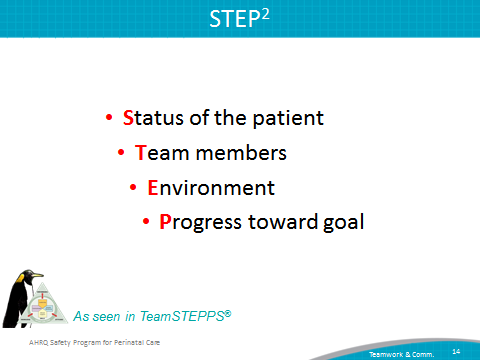 STEP²
• Status of the patient
• Team members
• Environment
• Progress toward goal
As seen in TeamSTEPPS®
AHRQ Safety Program for Perinatal Care
Teamwork & Comm.
14